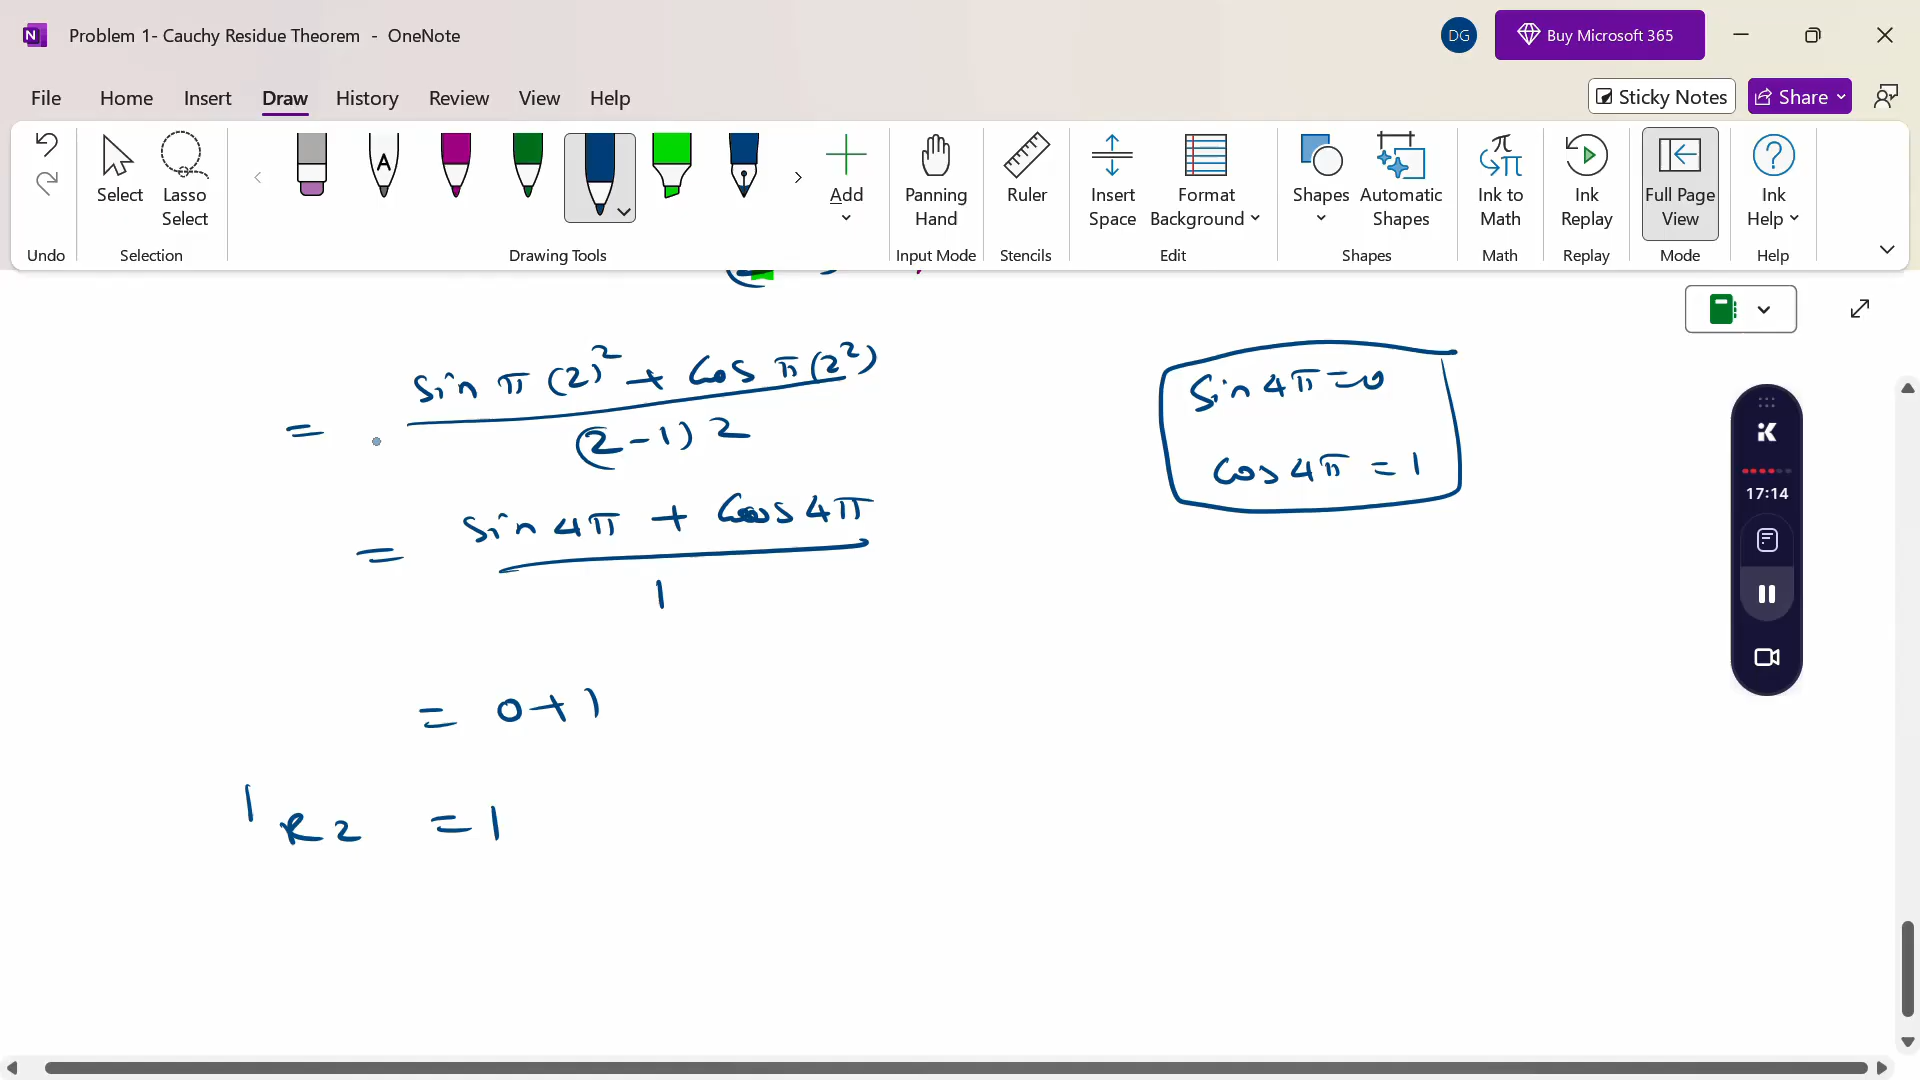 Problem 1- Cauchy Residue Theorem - OneNote
DG
Buy Microsoft 365
File Home Insert Draw History Review View Help
Sticky Notes
Share
Select
Lasso Select
A
Add
Panning Hand
Ruler
Insert Space
Format Background
Shapes
Automatic Shapes
Ink to Math
Ink Replay
Full Page View
Ink Help
Undo Selection Drawing Tools Input Mode Stencils Edit Shapes Math Replay Mode Help
sin π (2)² + Cos π (2²)
=
(2-1) 2
sin 4π = 0
cos 4π = 1
17:14
sin 4π + Cos 4π
=
1
= 0+1
1 R2 = 1